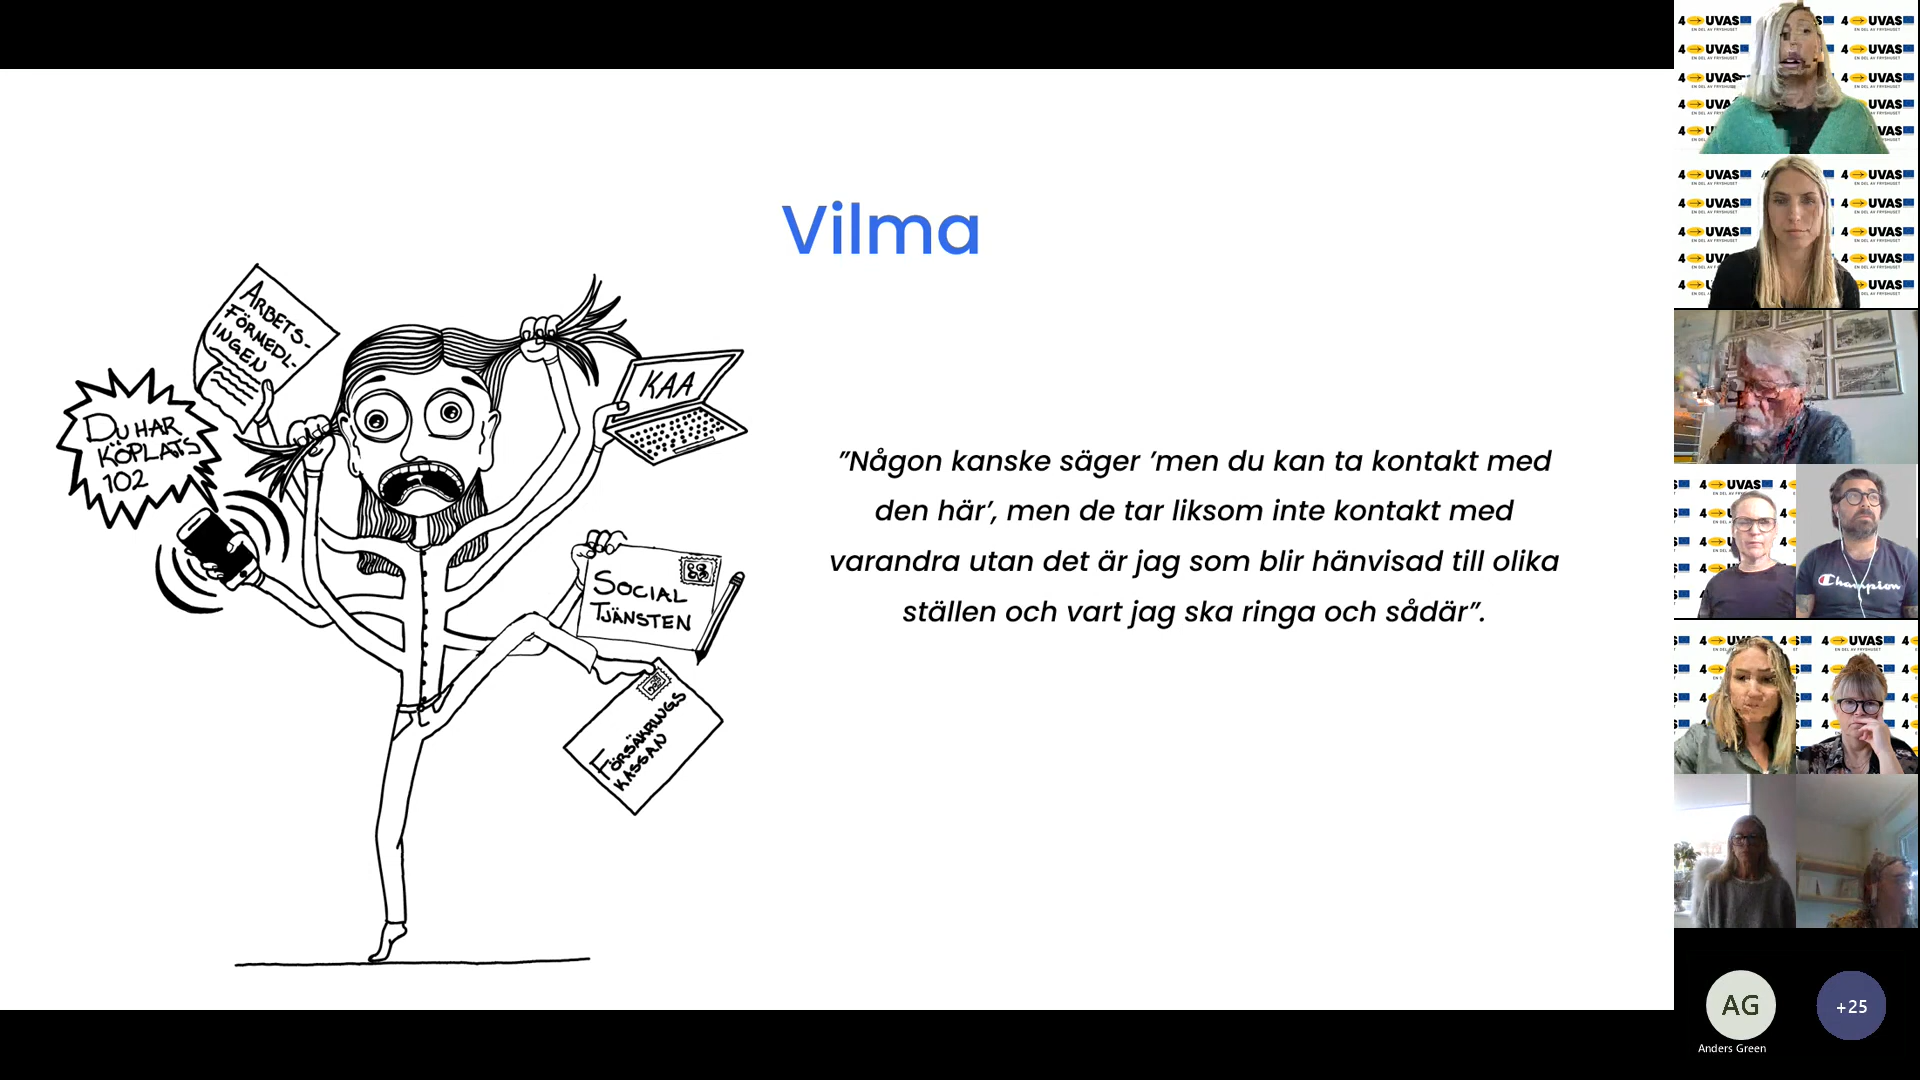 Vilma
ARBETS-
FÖRMEDL-
INGEN
DU HAR
KÖPLATS
102
KAA
SOCIAL
TJÄNSTEN
FÖRSÄKRINGS
KASSAN
”Någon kanske säger ’men du kan ta kontakt med
den här’, men de tar liksom inte kontakt med
varandra utan det är jag som blir hänvisad till olika
ställen och vart jag ska ringa och sådär”.
4 UVAS
EN DEL AV FRYSHUSET
Champion
AG
Anders Green
+25